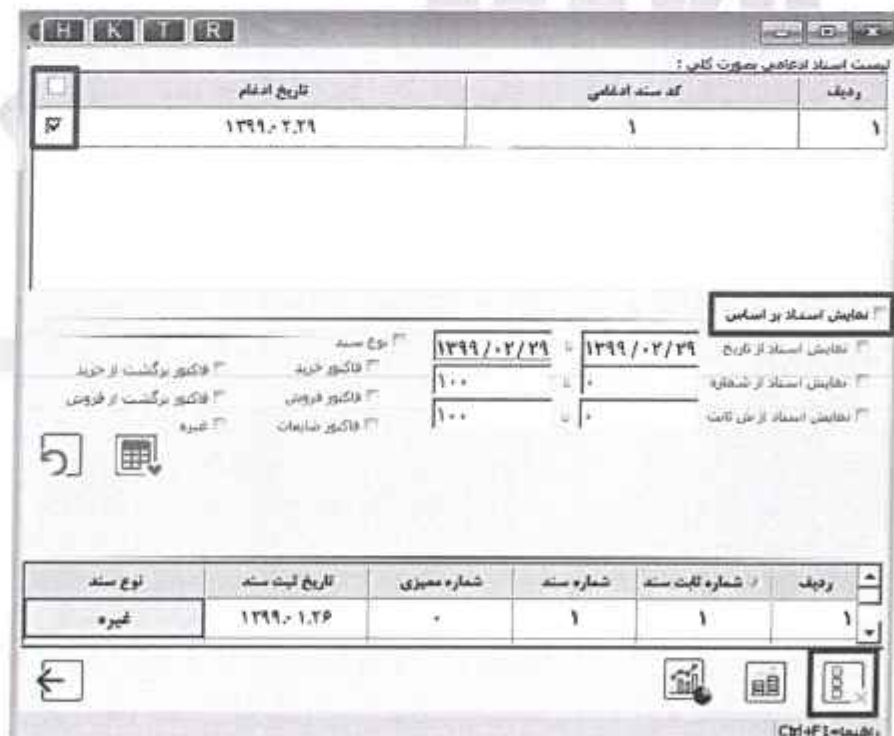 H K T R
لیست اسناد ادغامی بصورت کلی :
ردیف کد سند ادغامی تاریخ ادغام
۱ ۱ ۱۳۹۹.۰۲.۲۹
نمایش اسناد بر اساس
نمایش اسناد از تاریخ ۱۳۹۹/۰۲/۲۹ تا ۱۳۹۹/۰۲/۲۹ نوع سند
نمایش اسناد از شماره ۰ تا ۱۰۰ فاکتور خرید فاکتور برگشت از خرید
نمایش اسناد از ش ثابت ۰ تا ۱۰۰ فاکتور فروش فاکتور برگشت از فروش
فاکتور ضایعات غیره
ردیف / شماره ثابت سند شماره سند شماره ممیزی تاریخ ثبت سند نوع سند
۱ ۱ ۱ ۰ ۱۳۹۹.۰۱.۲۶ غیره
راهنما=Ctrl+F1